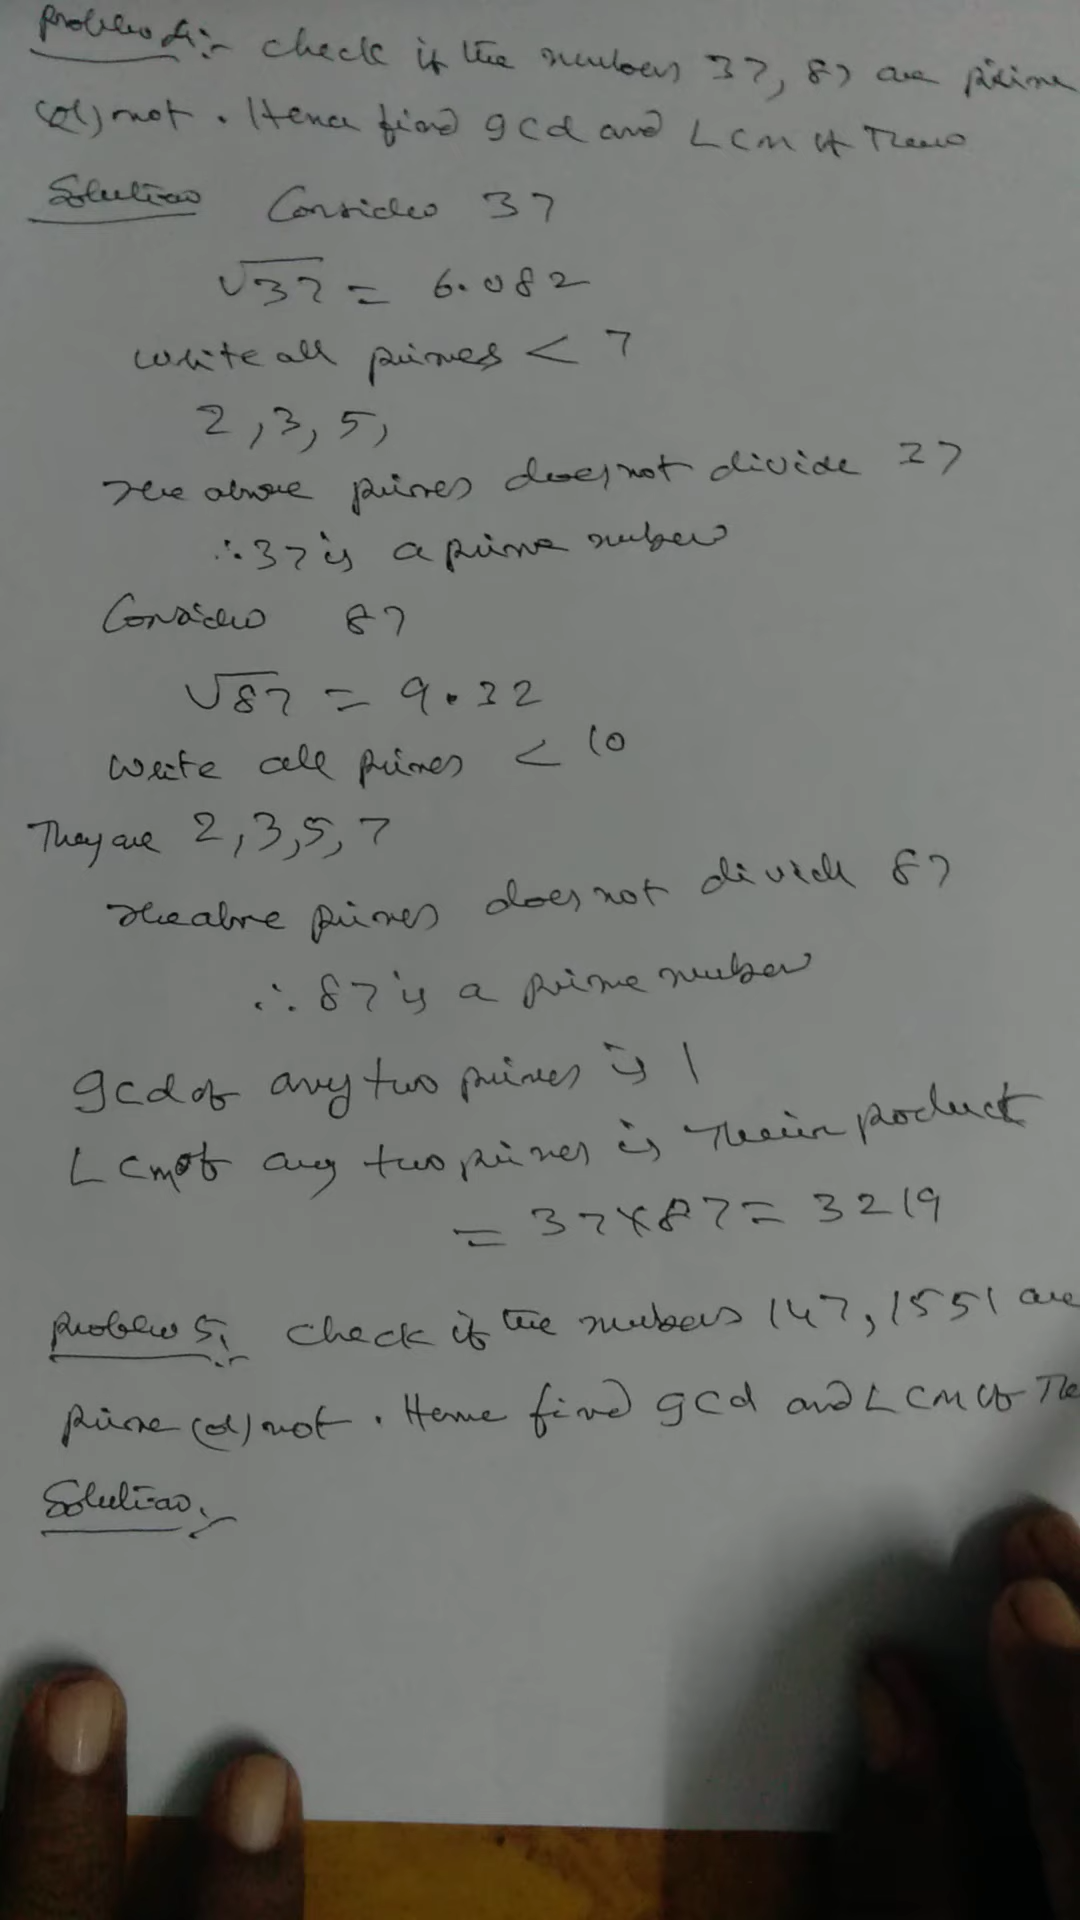 Problem 4:- check if the numbers 37, 87 are prime
(or) not. Hence find gcd and LCM of Them
Solution Consider 37
√37 = 6.082
write all primes < 7
2, 3, 5,
The above primes does not divide 37
∴ 37 is a prime number
Consider 87
√87 = 9.32
Write all primes < 10
They are 2, 3, 5, 7
The above primes does not divide 87
∴ 87 is a prime number
gcd of any two primes is 1
LCM of any two primes is Their product
= 37 × 87 = 3219
Problem 5:- check if the numbers 147, 1551 are
prime (or) not. Hence find gcd and LCM of The
Solution:-